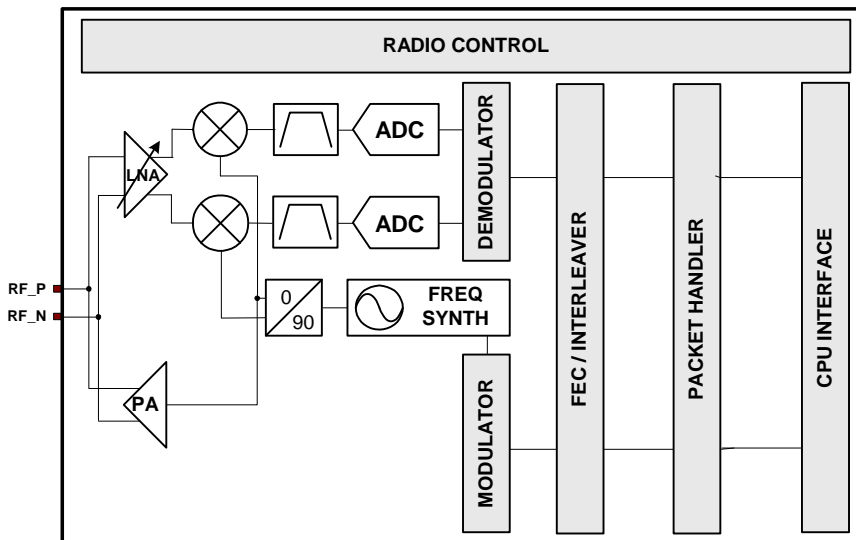 RADIO CONTROL
LNA
ADC
ADC
DEMODULATOR
FEC / INTERLEAVER
PACKET HANDLER
CPU INTERFACE
RF_P
RF_N
0
90
FREQ
SYNTH
PA
MODULATOR